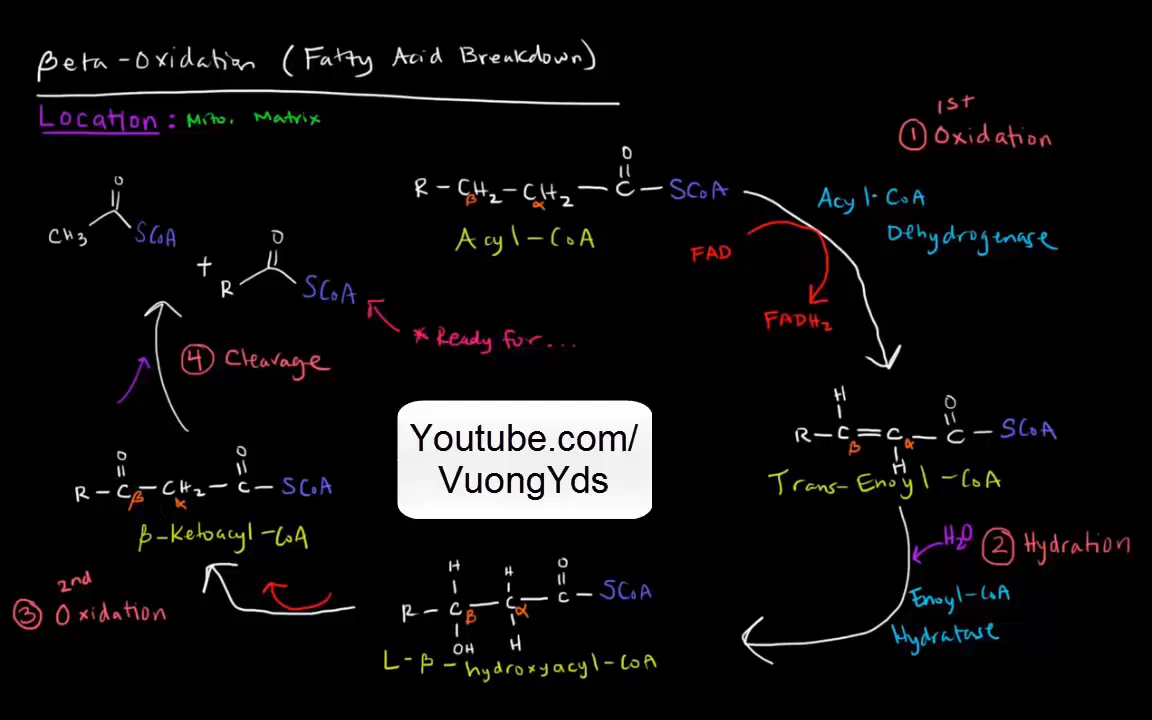 Beta-Oxidation (Fatty Acid Breakdown)
Location: Mito. Matrix
1st
① Oxidation
R-CH₂-CH₂-C-SCoA
O
β α
Acyl-CoA
Acyl-CoA
Dehydrogenase
FAD
FADH₂
H
O
R-C=C-C-SCoA
β α
H
Trans-Enoyl-CoA
H₂O
② Hydration
Enoyl-CoA
Hydratase
H H O
R-C-C-C-SCoA
β α
OH H
L-β-hydroxyacyl-CoA
2nd
③ Oxidation
O O
R-C-CH₂-C-SCoA
β α
β-Ketoacyl-CoA
④ Cleavage
O
CH₃ SCoA
+
O
R SCoA
* Ready for...
Youtube.com/
VuongYds